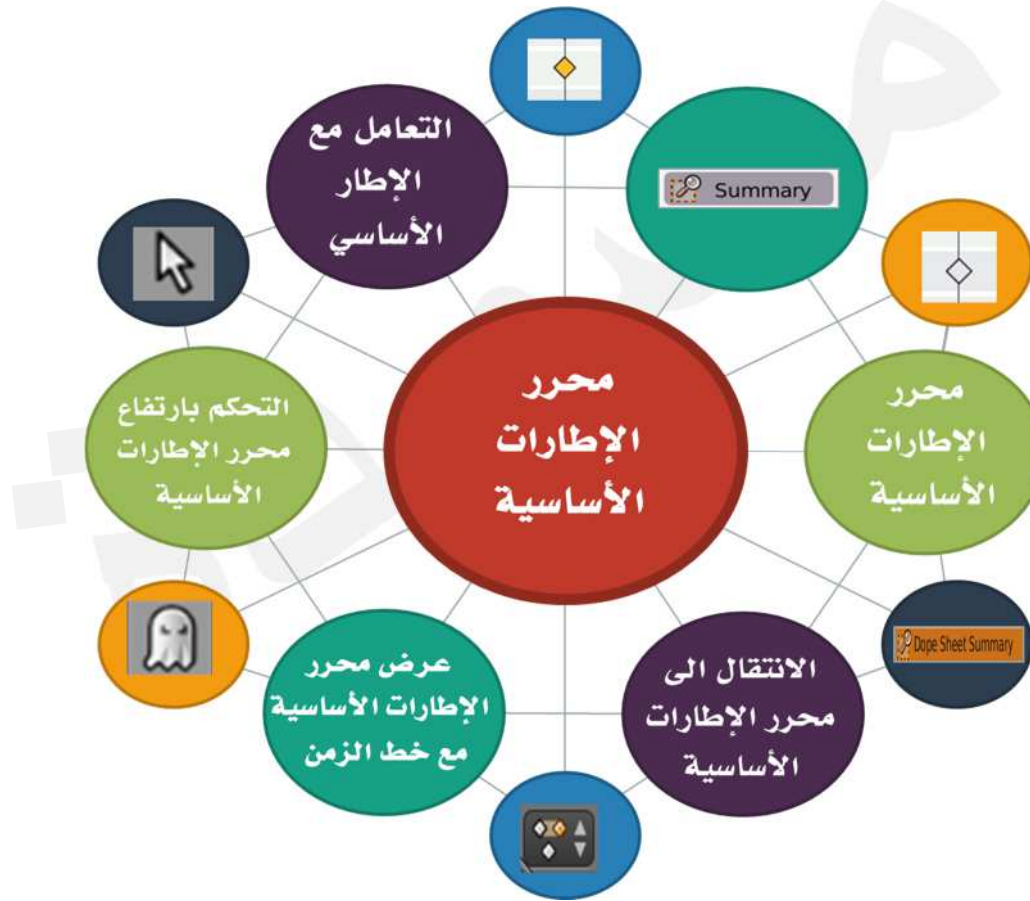 محرر
الإطارات
الأساسية
التعامل مع
الإطار
الأساسي
Summary
محرر
الإطارات
الأساسية
Dope Sheet Summary
الانتقال الى
محرر الإطارات
الأساسية
عرض محرر
الإطارات الأساسية
مع خط الزمن
التحكم بارتفاع
محرر الإطارات
الأساسية